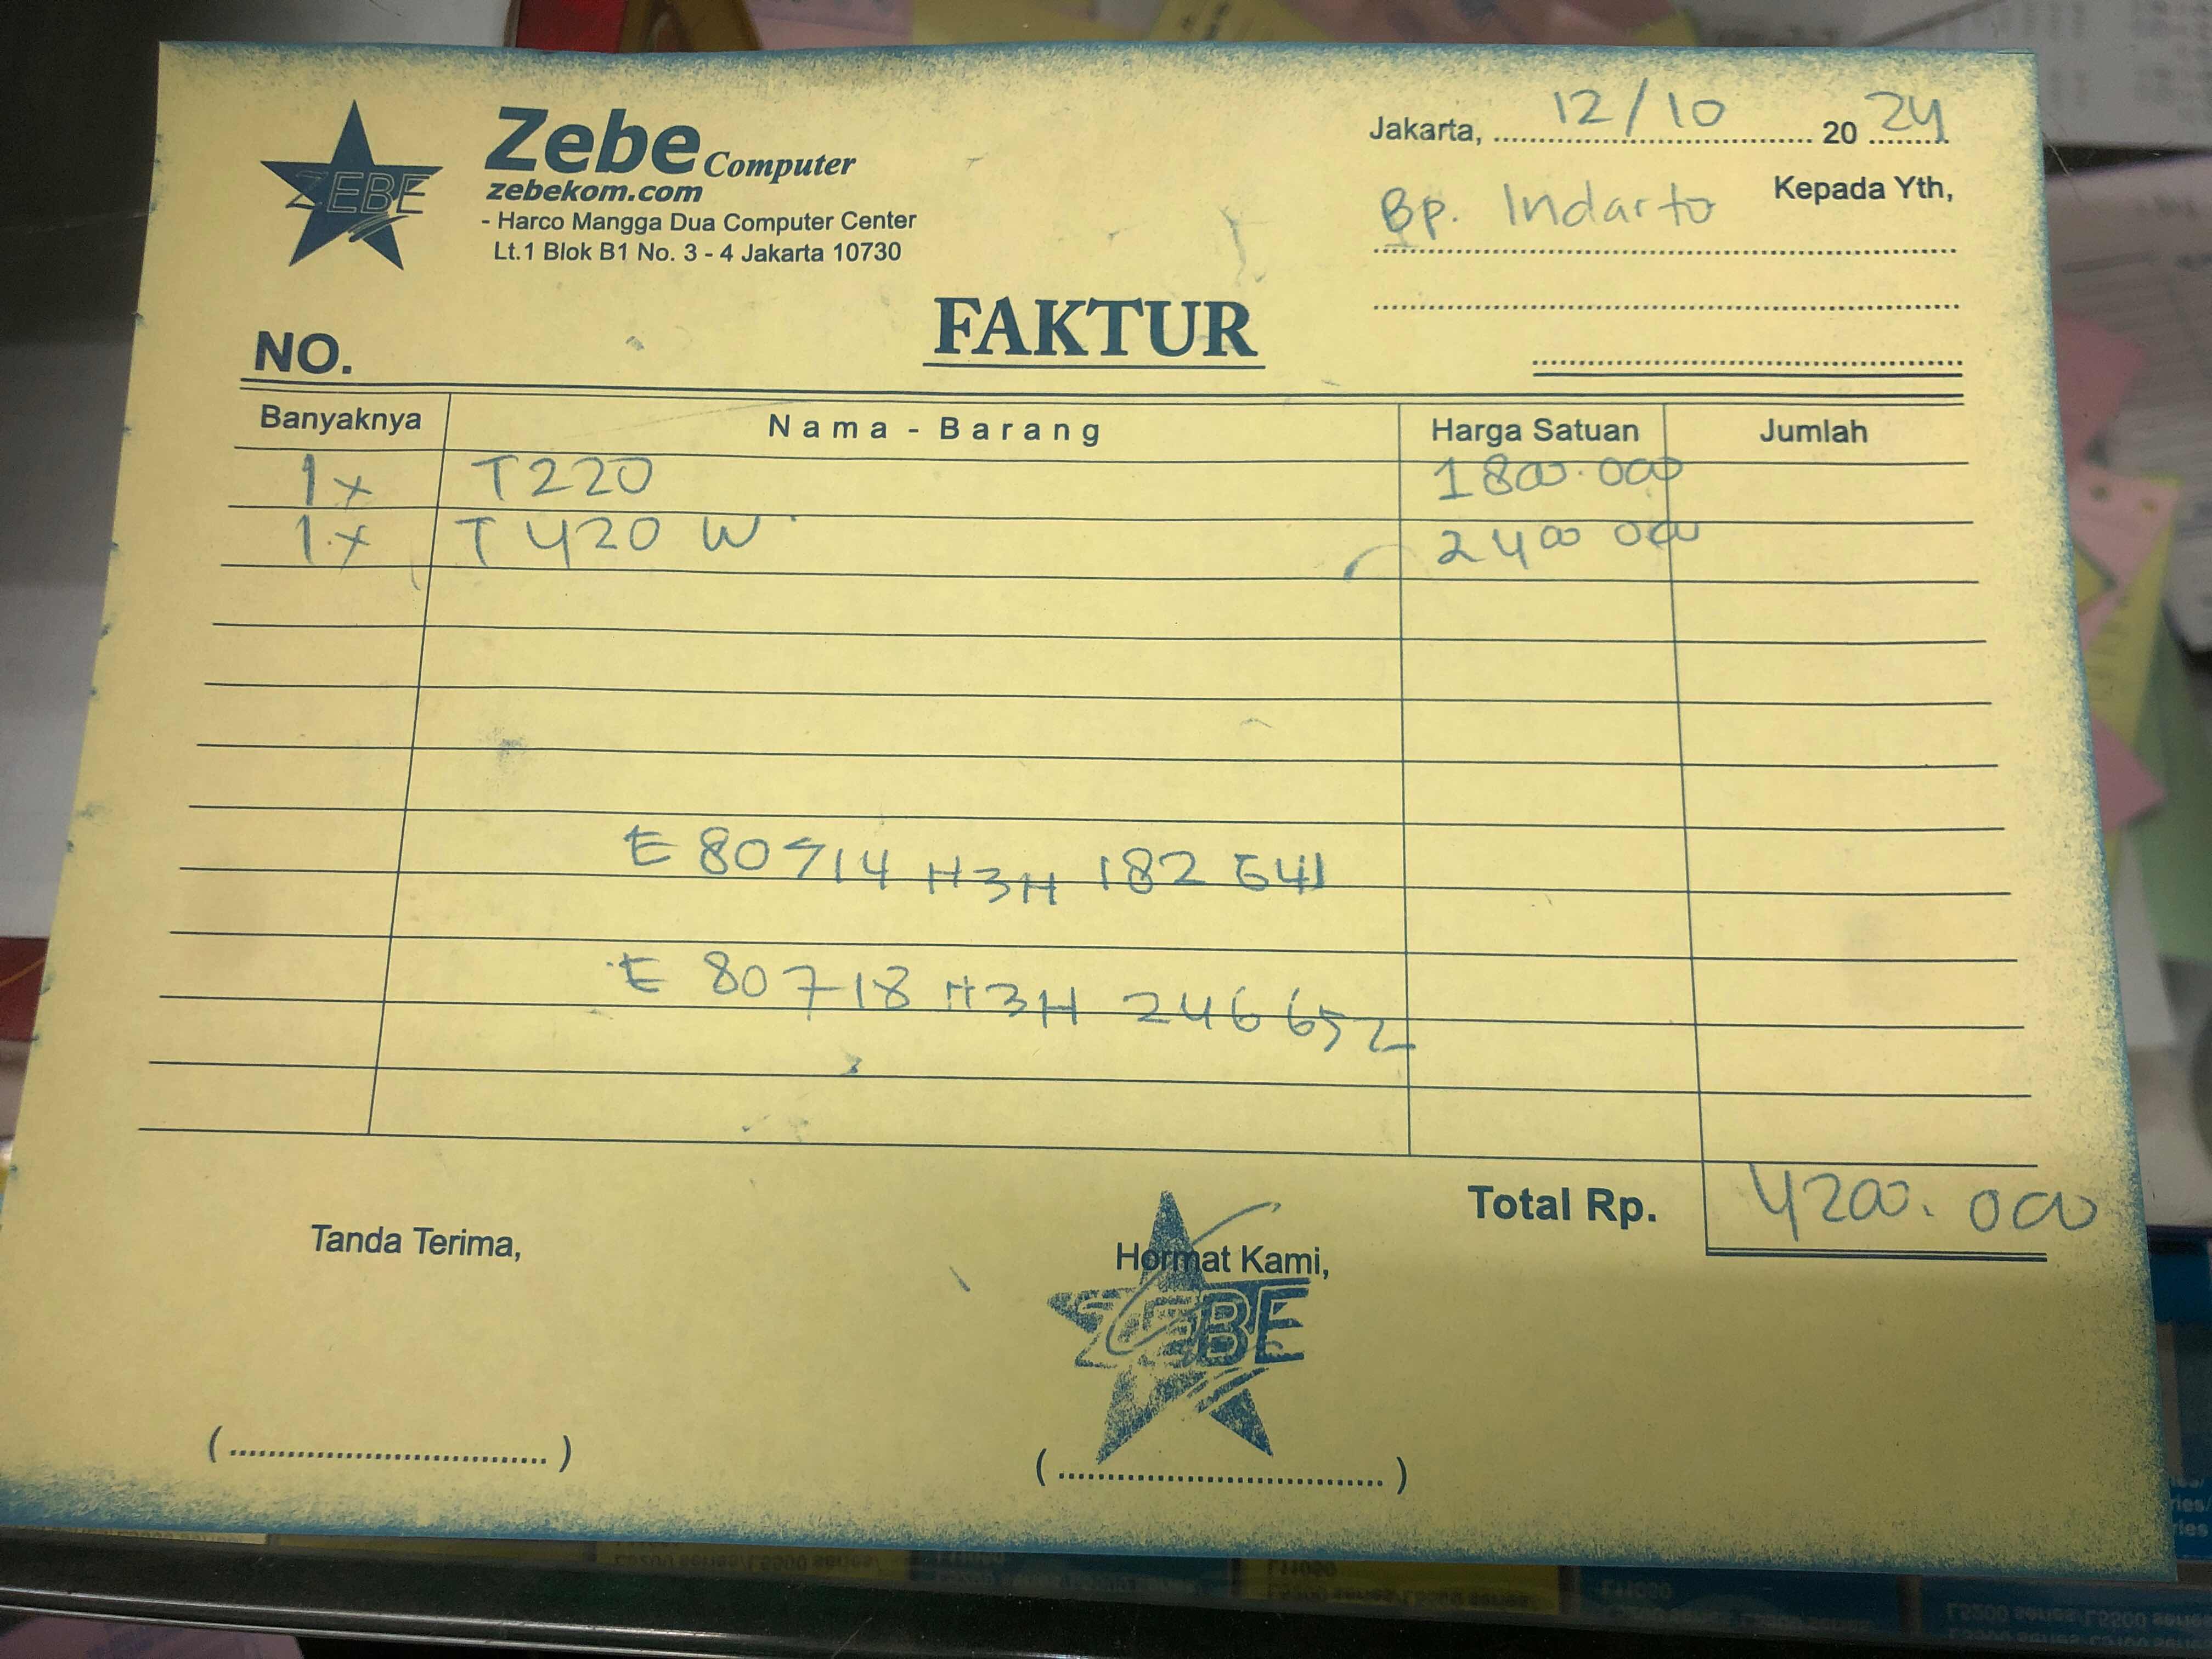 ZEBE
Zebe Computer
zebekom.com
- Harco Mangga Dua Computer Center
Lt.1 Blok B1 No. 3 - 4 Jakarta 10730
Jakarta, 12/10 20 24
Kepada Yth,
Bp. Indarto
FAKTUR
NO.
Banyaknya Nama - Barang Harga Satuan Jumlah
1x T220 1800.000
1x T420 W 2400 000
E 80714 H3H 182 641
E 80718 H3H 246652
Total Rp. 4200.000
Tanda Terima,
Hormat Kami,
ZEBE
(................................) (................................)